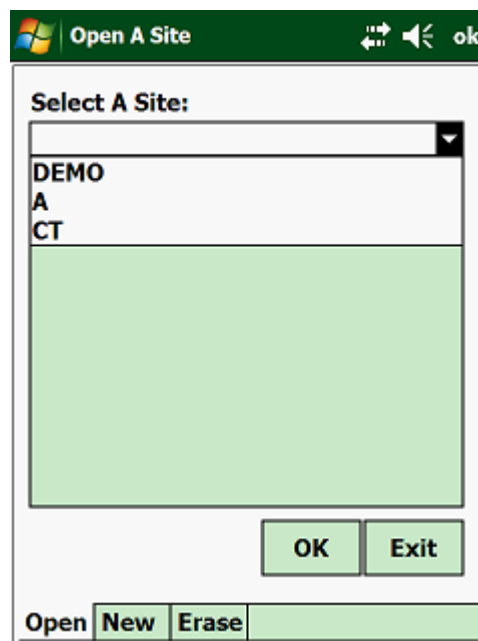 Open A Site ok
Select A Site:
DEMO
A
CT
OK Exit
Open New Erase